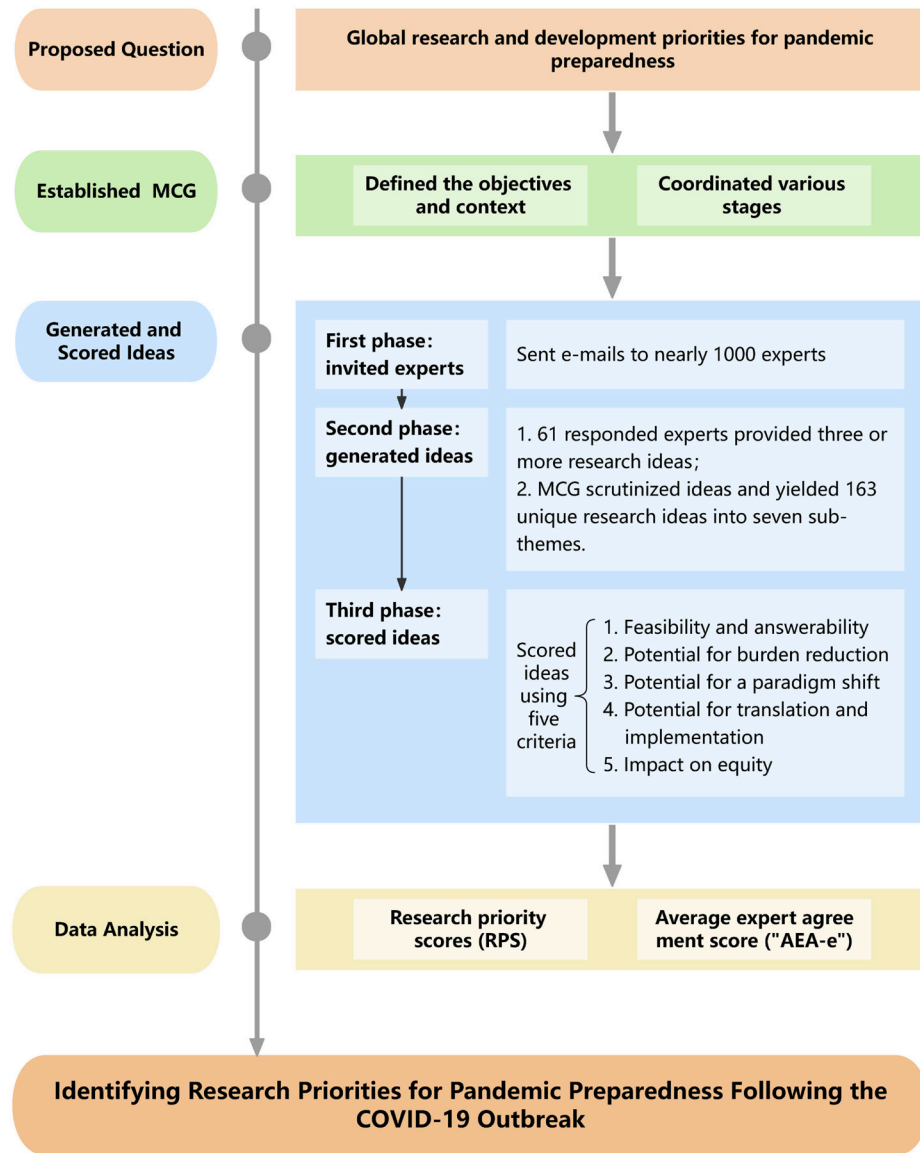 Proposed Question
Global research and development priorities for pandemic
preparedness
Established MCG
Defined the objectives
and context
Coordinated various
stages
Generated and
Scored Ideas
First phase:
invited experts
Sent e-mails to nearly 1000 experts
Second phase:
generated ideas
1. 61 responded experts provided three or
more research ideas;
2. MCG scrutinized ideas and yielded 163
unique research ideas into seven sub-
themes.
Third phase:
scored ideas
Scored
ideas
using
five
criteria
1. Feasibility and answerability
2. Potential for burden reduction
3. Potential for a paradigm shift
4. Potential for translation and
implementation
5. Impact on equity
Data Analysis
Research priority
scores (RPS)
Average expert agree
ment score ("AEA-e")
Identifying Research Priorities for Pandemic Preparedness Following the
COVID-19 Outbreak